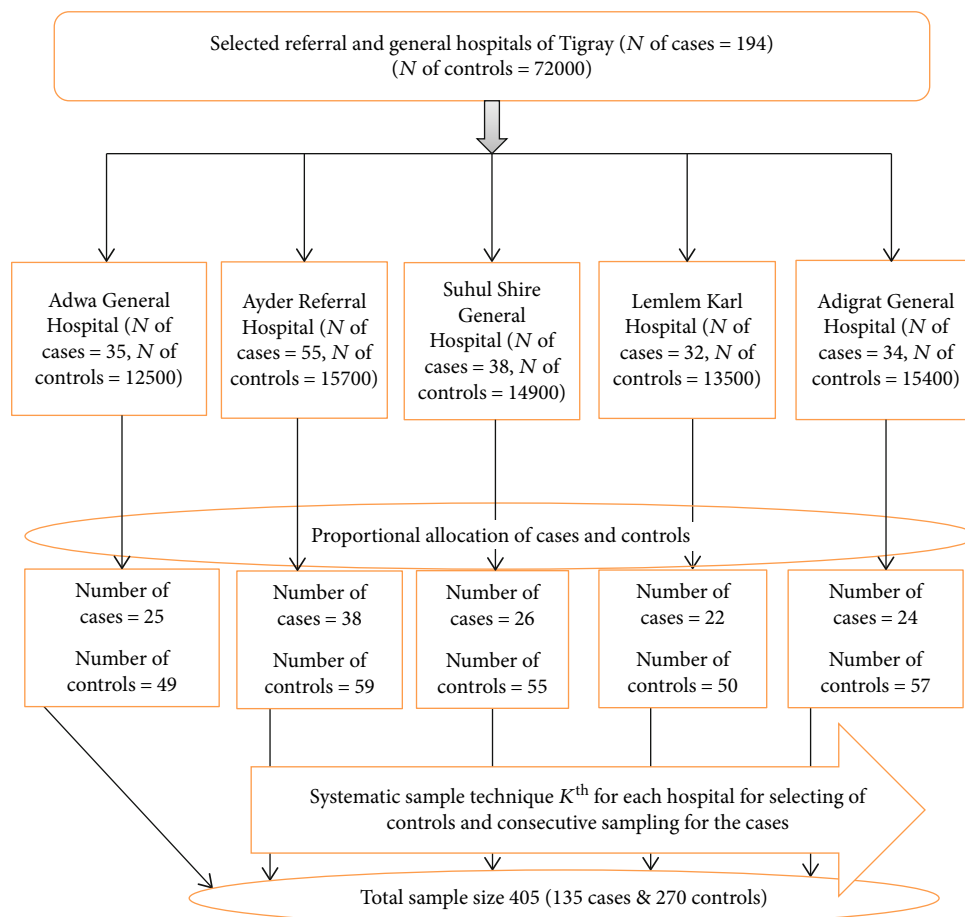 Selected referral and general hospitals of Tigray (N of cases = 194)
(N of controls = 72000)
Adwa General
Hospital (N of
cases = 35, N of
controls = 12500)
Ayder Referral
Hospital (N of
cases = 55, N of
controls = 15700)
Suhul Shire
General
Hospital (N of
cases = 38, N of
controls = 14900)
Lemlem Karl
Hospital (N of
cases = 32, N of
controls = 13500)
Adigrat General
Hospital (N of
cases = 34, N of
controls = 15400)
Proportional allocation of cases and controls
Number of
cases = 25
Number of
controls = 49
Number of
cases = 38
Number of
controls = 59
Number of
cases = 26
Number of
controls = 55
Number of
cases = 22
Number of
controls = 50
Number of
cases = 24
Number of
controls = 57
Systematic sample technique Kth for each hospital for selecting of
controls and consecutive sampling for the cases
Total sample size 405 (135 cases & 270 controls)